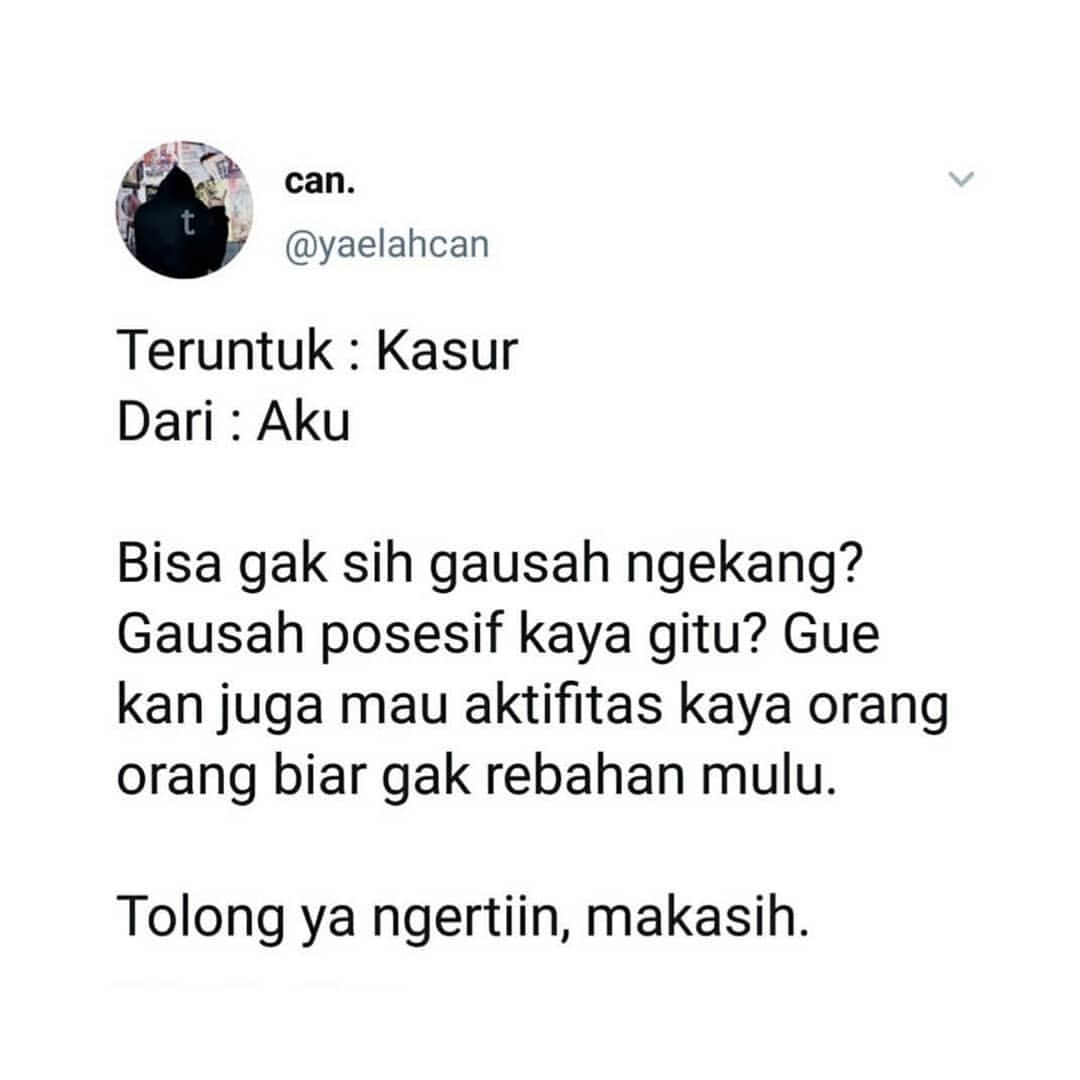 can.
@yaelahcan
t
Teruntuk : Kasur
Dari : Aku
Bisa gak sih gausah ngekang?
Gausah posesif kaya gitu? Gue
kan juga mau aktifitas kaya orang
orang biar gak rebahan mulu.
Tolong ya ngertiin, makasih.